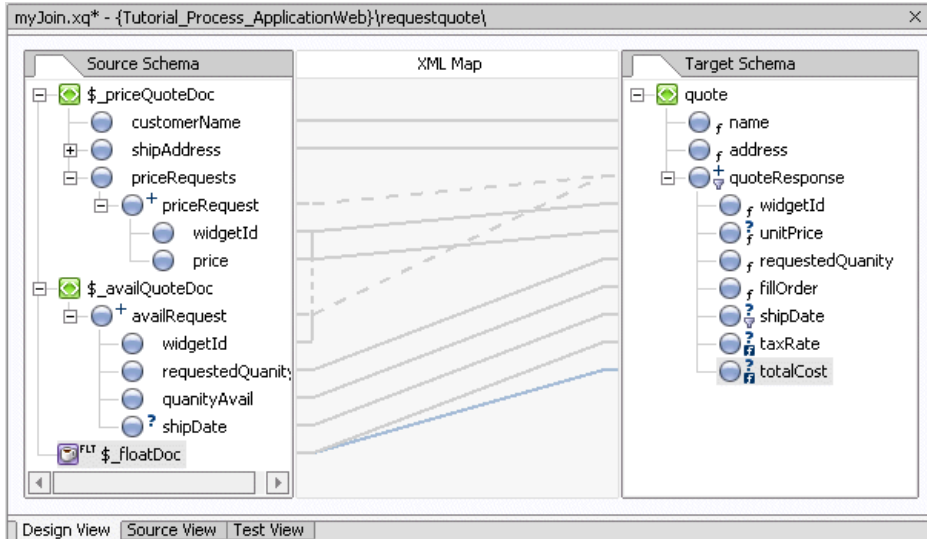 myJoin.xq* - {Tutorial_Process_ApplicationWeb}\requestquote\
Source Schema
$_priceQuoteDoc
customerName
shipAddress
priceRequests
priceRequest
widgetId
price
$_availQuoteDoc
availRequest
widgetId
requestedQuanity
quanityAvail
shipDate
FLT $_floatDoc
XML Map
Target Schema
quote
f name
f address
quoteResponse
f widgetId
? f unitPrice
f requestedQuanity
f fillOrder
? shipDate
? f taxRate
? f totalCost
Design View Source View Test View